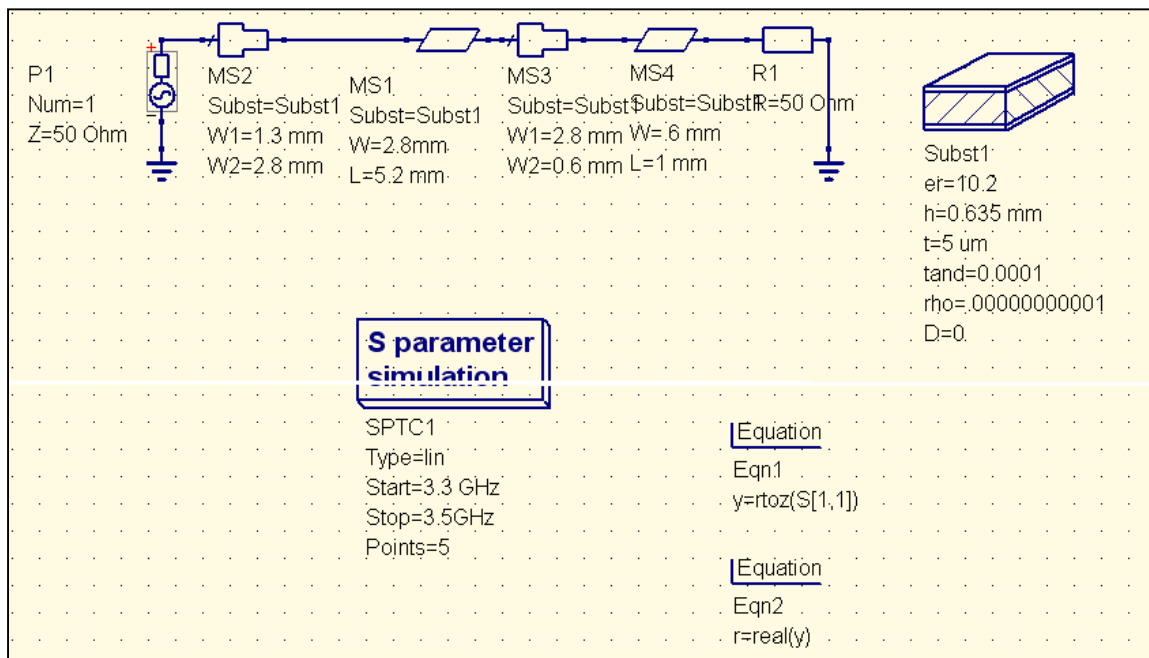 P1
Num=1
Z=50 Ohm
MS2
Subst=Subst1
W1=1.3 mm
W2=2.8 mm
MS1
Subst=Subst1
W=2.8mm
L=5.2 mm
MS3
Subst=Subst1
W1=2.8 mm
W2=0.6 mm
MS4
Subst=Subst1
W=.6 mm
L=1 mm
R1
R=50 Ohm
Subst1
er=10.2
h=0.635 mm
t=5 um
tand=0.0001
rho=.00000000001
D=0
S parameter
simulation
SPTC1
Type=lin
Start=3.3 GHz
Stop=3.5GHz
Points=5
Equation
Eqn1
y=rtoz(S[1,1])
Equation
Eqn2
r=real(y)